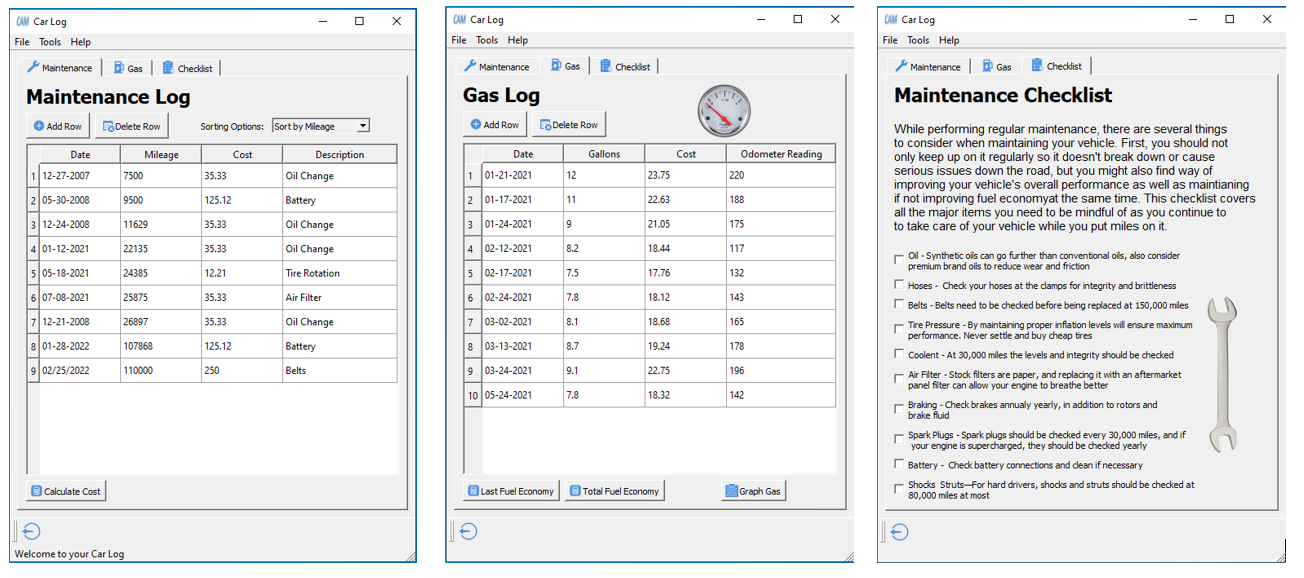 CAM Car Log
File Tools Help
Maintenance Gas Checklist
Maintenance Log
Add Row Delete Row Sorting Options: Sort by Mileage
Date Mileage Cost Description
1 12-27-2007 7500 35.33 Oil Change
2 05-30-2008 9500 125.12 Battery
3 12-24-2008 11629 35.33 Oil Change
4 01-12-2021 22135 35.33 Oil Change
5 05-18-2021 24385 12.21 Tire Rotation
6 07-08-2021 25875 35.33 Air Filter
7 12-21-2008 26897 35.33 Oil Change
8 01-28-2022 107868 125.12 Battery
9 02/25/2022 110000 250 Belts
Calculate Cost
Welcome to your Car Log
CAM Car Log
File Tools Help
Maintenance Gas Checklist
Gas Log
Add Row Delete Row
Date Gallons Cost Odometer Reading
1 01-21-2021 12 23.75 220
2 01-17-2021 11 22.63 188
3 01-24-2021 9 21.05 175
4 02-12-2021 8.2 18.44 117
5 02-17-2021 7.5 17.76 132
6 02-24-2021 7.8 18.12 143
7 03-02-2021 8.1 18.68 165
8 03-13-2021 8.7 19.24 178
9 03-24-2021 9.1 22.75 196
10 05-24-2021 7.8 18.32 142
Last Fuel Economy Total Fuel Economy Graph Gas
CAM Car Log
File Tools Help
Maintenance Gas Checklist
Maintenance Checklist
While performing regular maintenance, there are several things
to consider when maintaining your vehicle. First, you should not
only keep up on it regularly so it doesn't break down or cause
serious issues down the road, but you might also find way of
improving your vehicle's overall performance as well as maintianing
if not improving fuel economyat the same time. This checklist covers
all the major items you need to be mindful of as you continue to
to take care of your vehicle while you put miles on it.
Oil - Synthetic oils can go further than conventional oils, also consider
premium brand oils to reduce wear and friction
Hoses - Check your hoses at the clamps for integrity and brittleness
Belts - Belts need to be checked before being replaced at 150,000 miles
Tire Pressure - By maintaining proper inflation levels will ensure maximum
performance. Never settle and buy cheap tires
Coolent - At 30,000 miles the levels and integrity should be checked
Air Filter - Stock filters are paper, and replacing it with an aftermarket
panel filter can allow your engine to breathe better
Braking - Check brakes annualy yearly, in addition to rotors and
brake fluid
Spark Plugs - Spark plugs should be checked every 30,000 miles, and if
your engine is supercharged, they should be checked yearly
Battery - Check battery connections and clean if necessary
Shocks Struts—For hard drivers, shocks and struts should be checked at
80,000 miles at most